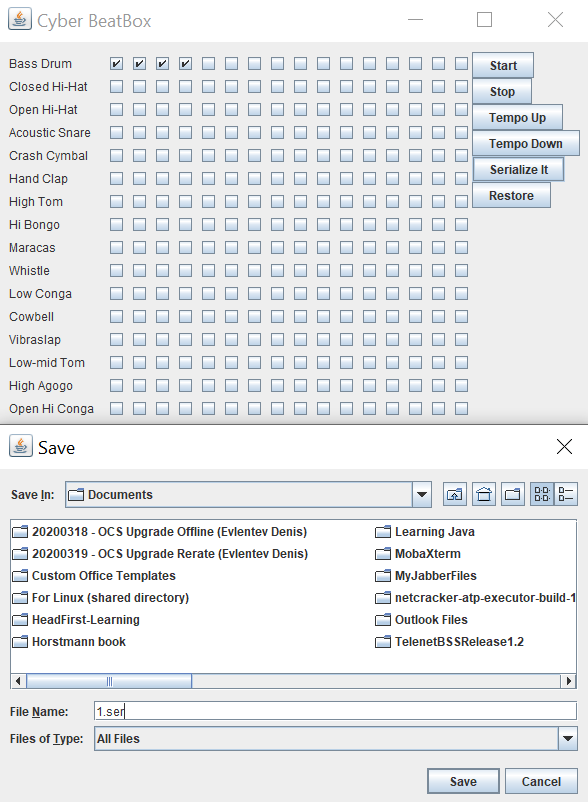 Cyber BeatBox
Bass Drum
Start
Closed Hi-Hat
Stop
Open Hi-Hat
Tempo Up
Acoustic Snare
Tempo Down
Crash Cymbal
Serialize It
Hand Clap
Restore
High Tom
Hi Bongo
Maracas
Whistle
Low Conga
Cowbell
Vibraslap
Low-mid Tom
High Agogo
Open Hi Conga
Save
Save In: Documents
20200318 - OCS Upgrade Offline (Evlentev Denis)
20200319 - OCS Upgrade Rerate (Evlentev Denis)
Custom Office Templates
For Linux (shared directory)
HeadFirst-Learning
Horstmann book
Learning Java
MobaXterm
MyJabberFiles
netcracker-atp-executor-build-1
Outlook Files
TelenetBSSRelease1.2
File Name: 1.ser
Files of Type: All Files
Save Cancel